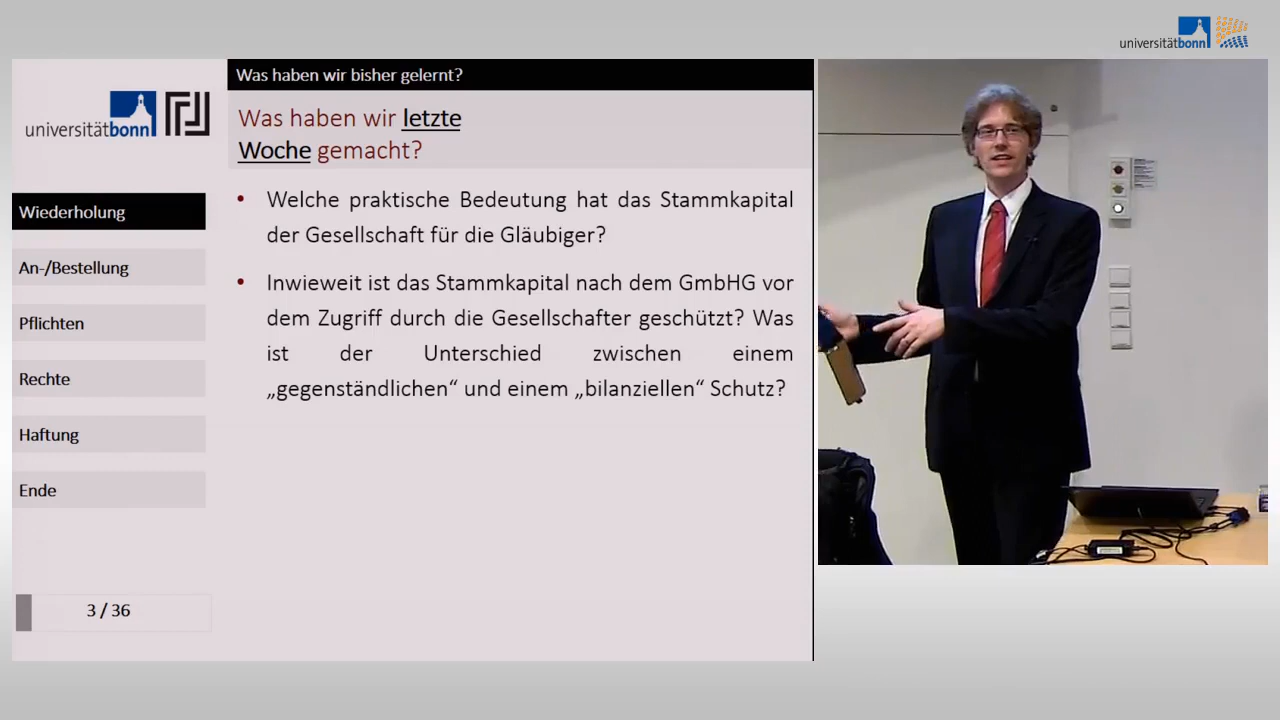 universitätbonn
Was haben wir bisher gelernt?
universitätbonn
Was haben wir letzte
Woche gemacht?
Wiederholung
An-/Bestellung
Pflichten
Rechte
Haftung
Ende
• Welche praktische Bedeutung hat das Stammkapital
der Gesellschaft für die Gläubiger?
• Inwieweit ist das Stammkapital nach dem GmbHG vor
dem Zugriff durch die Gesellschafter geschützt? Was
ist der Unterschied zwischen einem
„gegenständlichen“ und einem „bilanziellen“ Schutz?
3 / 36